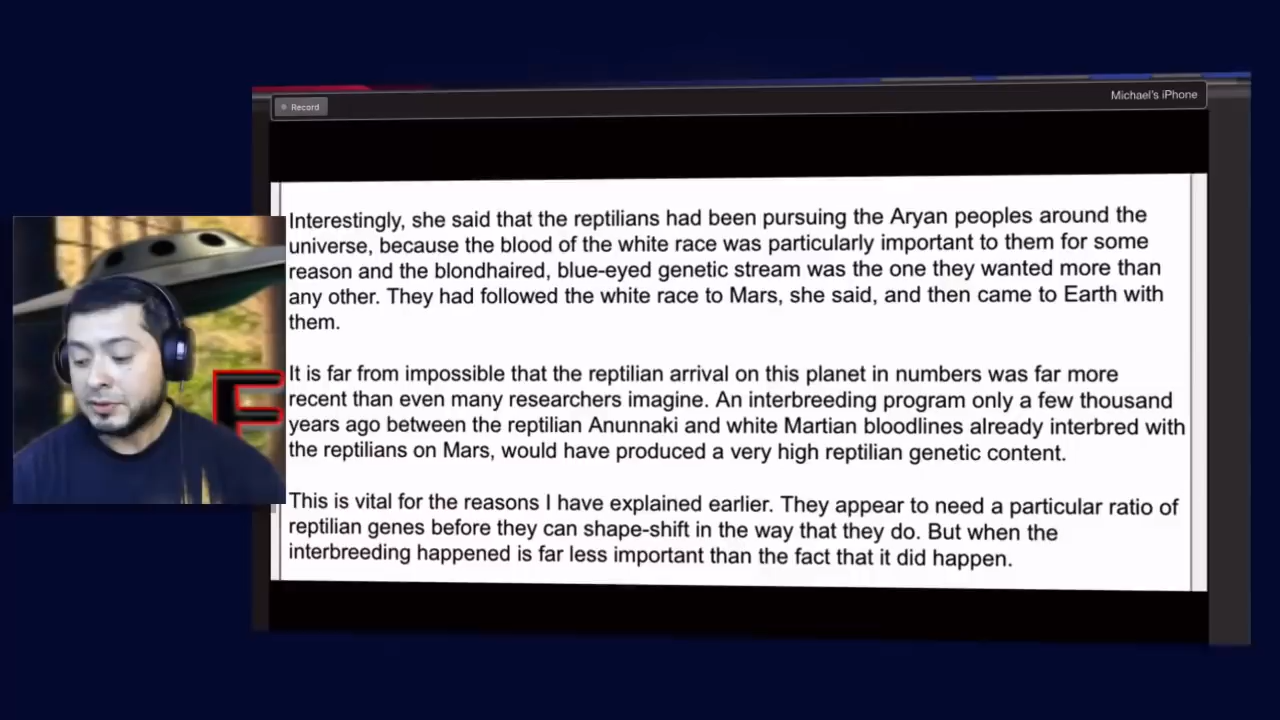 Record
Michael's iPhone
Interestingly, she said that the reptilians had been pursuing the Aryan peoples around the
universe, because the blood of the white race was particularly important to them for some
reason and the blondhaired, blue-eyed genetic stream was the one they wanted more than
any other. They had followed the white race to Mars, she said, and then came to Earth with
them.
It is far from impossible that the reptilian arrival on this planet in numbers was far more
recent than even many researchers imagine. An interbreeding program only a few thousand
years ago between the reptilian Anunnaki and white Martian bloodlines already interbred with
the reptilians on Mars, would have produced a very high reptilian genetic content.
This is vital for the reasons I have explained earlier. They appear to need a particular ratio of
reptilian genes before they can shape-shift in the way that they do. But when the
interbreeding happened is far less important than the fact that it did happen.